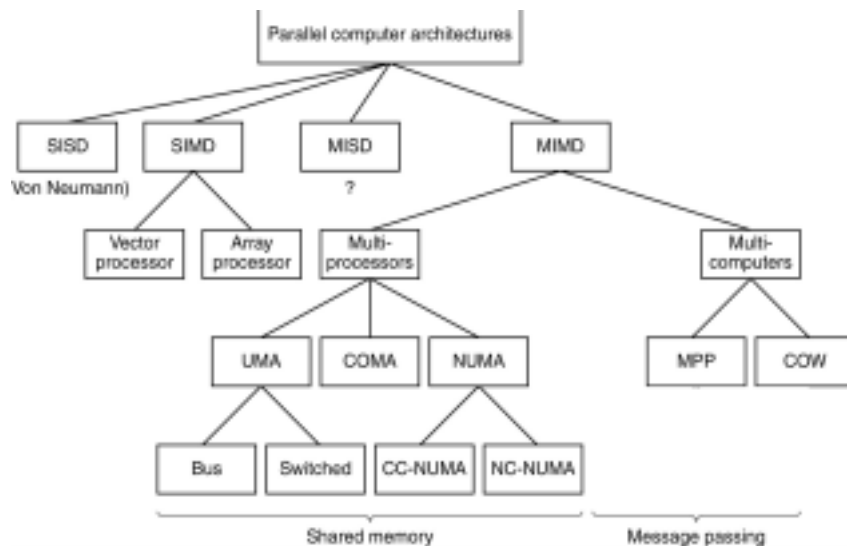 Parallel computer architectures
SISD
SIMD
MISD
MIMD
Von Neumann)
?
Vector
processor
Array
processor
Multi-
processors
Multi-
computers
UMA
COMA
NUMA
MPP
COW
Bus
Switched
CC-NUMA
NC-NUMA
Shared memory
Message passing